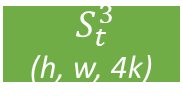 S_t^3
(h, w, 4k)